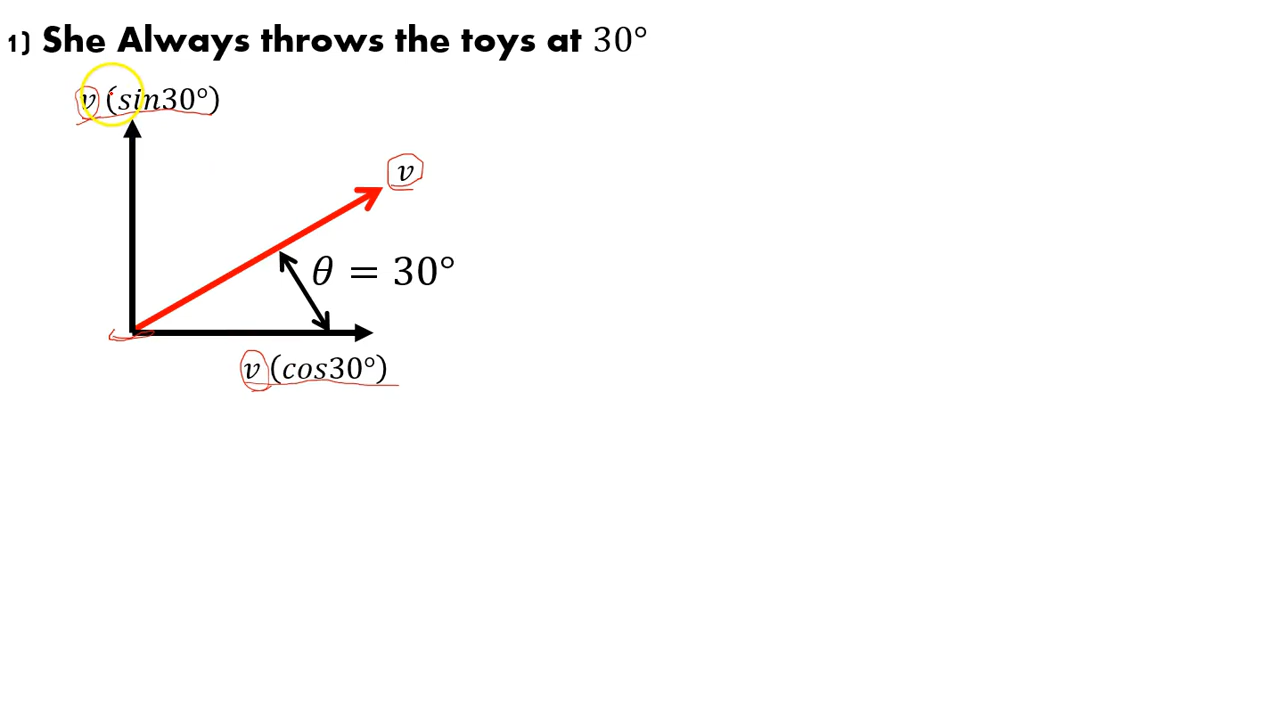 1) She Always throws the toys at 30°
v (sin30°)
v
θ = 30°
v (cos30°)